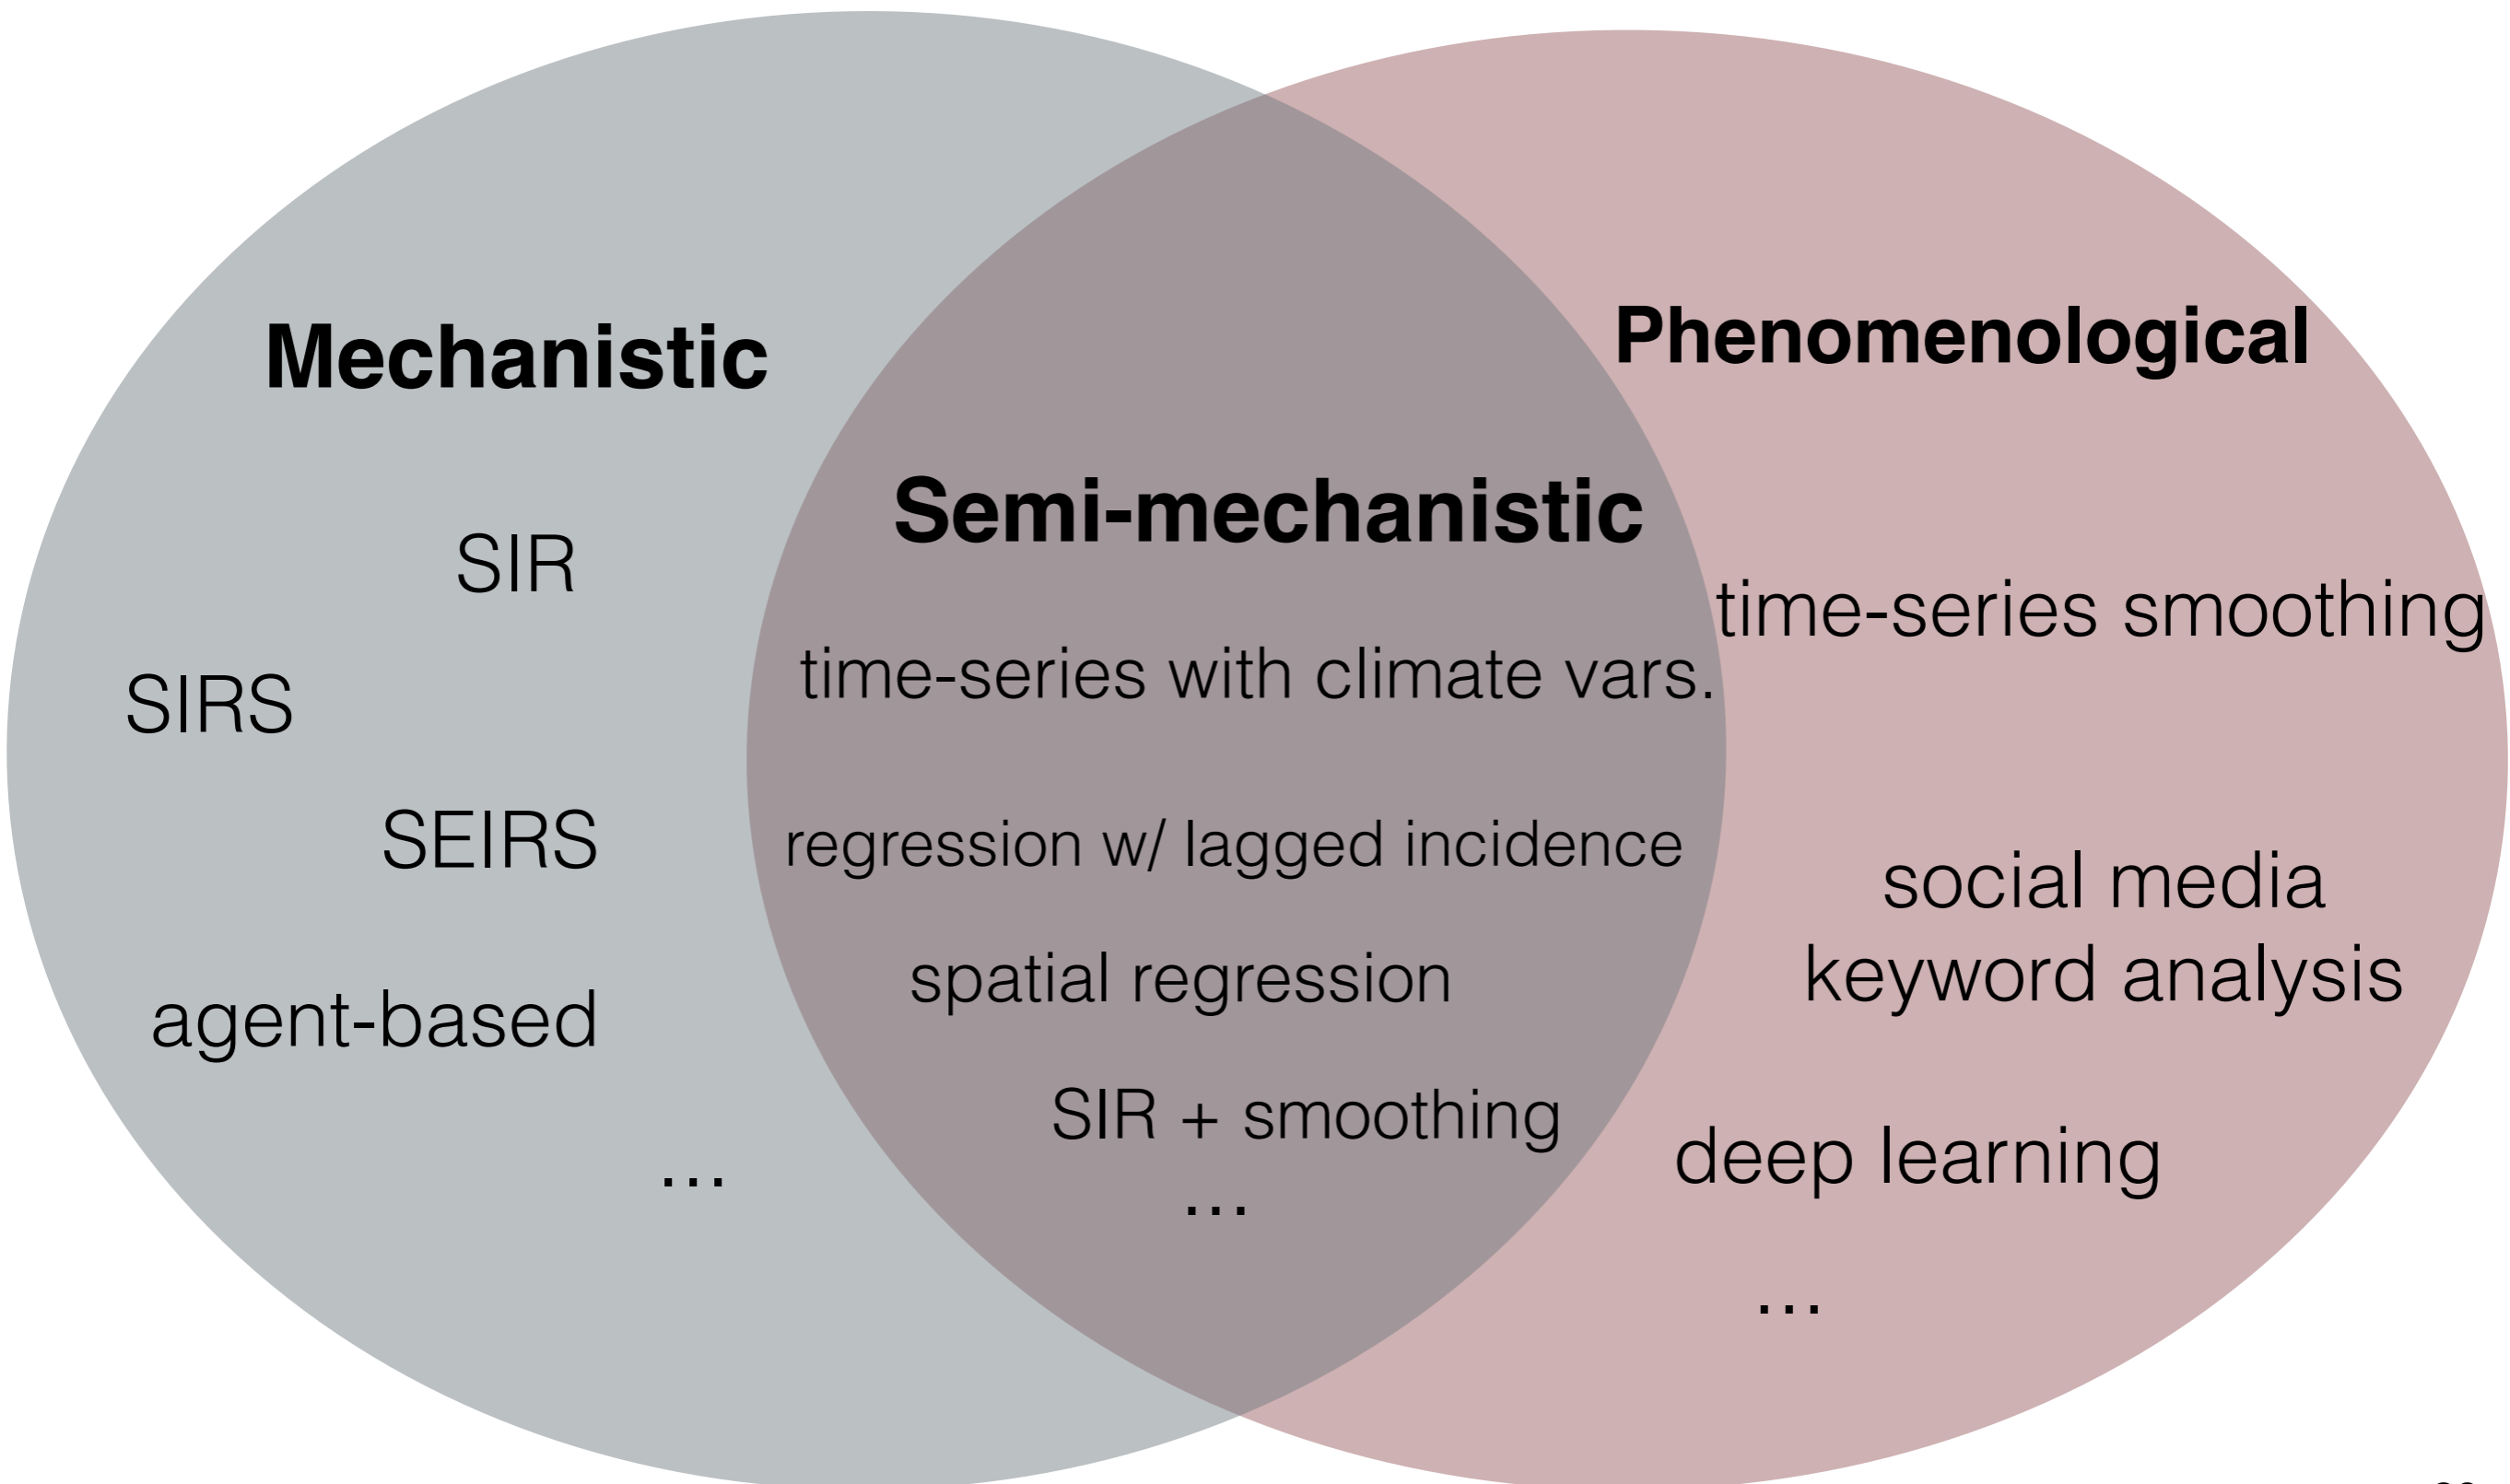 Mechanistic
SIR
SIRS
SEIRS
agent-based
...
Semi-mechanistic
time-series with climate vars.
regression w/ lagged incidence
spatial regression
SIR + smoothing
...
Phenomenological
time-series smoothing
social media
keyword analysis
deep learning
...